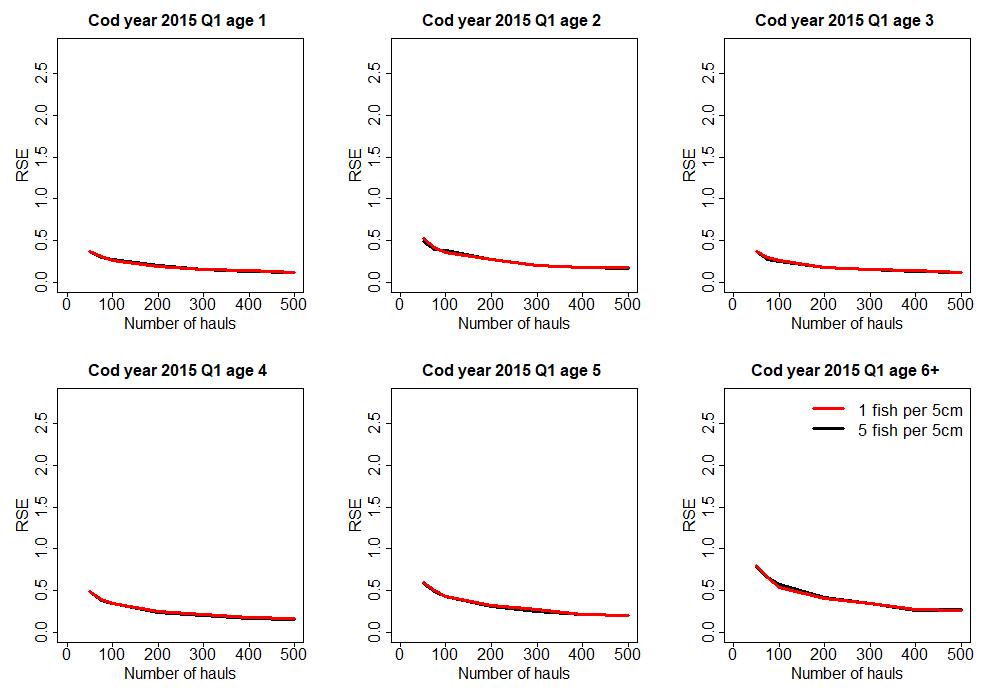 Cod year 2015 Q1 age 1
RSE
0.0 0.5 1.0 1.5 2.0 2.5
0 100 200 300 400 500
Number of hauls
Cod year 2015 Q1 age 2
RSE
0.0 0.5 1.0 1.5 2.0 2.5
0 100 200 300 400 500
Number of hauls
Cod year 2015 Q1 age 3
RSE
0.0 0.5 1.0 1.5 2.0 2.5
0 100 200 300 400 500
Number of hauls
Cod year 2015 Q1 age 4
RSE
0.0 0.5 1.0 1.5 2.0 2.5
0 100 200 300 400 500
Number of hauls
Cod year 2015 Q1 age 5
RSE
0.0 0.5 1.0 1.5 2.0 2.5
0 100 200 300 400 500
Number of hauls
Cod year 2015 Q1 age 6+
1 fish per 5cm
5 fish per 5cm
RSE
0.0 0.5 1.0 1.5 2.0 2.5
0 100 200 300 400 500
Number of hauls